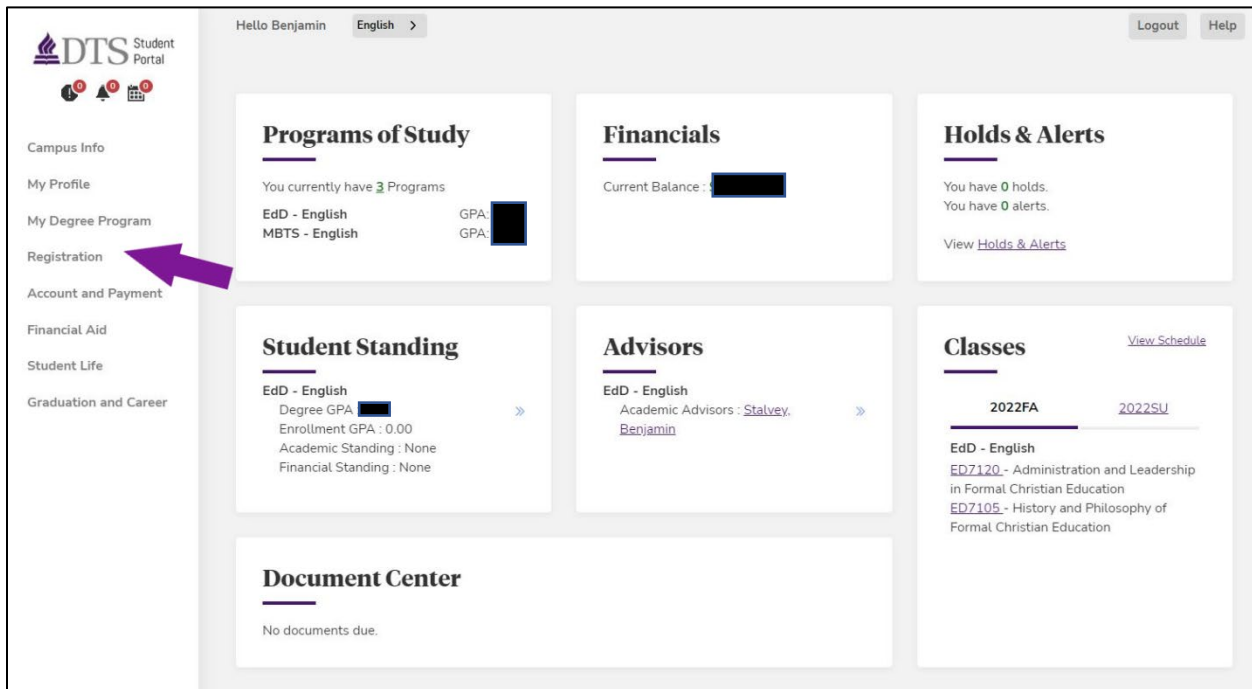 Hello Benjamin English >
Logout Help
DTS Student Portal
0 0 0
Campus Info
My Profile
My Degree Program
Registration
Account and Payment
Financial Aid
Student Life
Graduation and Career
Programs of Study
You currently have 3 Programs
EdD - English GPA:
MBTS - English GPA:
Financials
Current Balance :
Holds & Alerts
You have 0 holds.
You have 0 alerts.
View Holds & Alerts
Student Standing
EdD - English
Degree GPA
Enrollment GPA : 0.00
Academic Standing : None
Financial Standing : None
»
Advisors
EdD - English
Academic Advisors : Stalvey,
Benjamin
»
Classes View Schedule
2022FA 2022SU
EdD - English
ED7120 - Administration and Leadership
in Formal Christian Education
ED7105 - History and Philosophy of
Formal Christian Education
Document Center
No documents due.